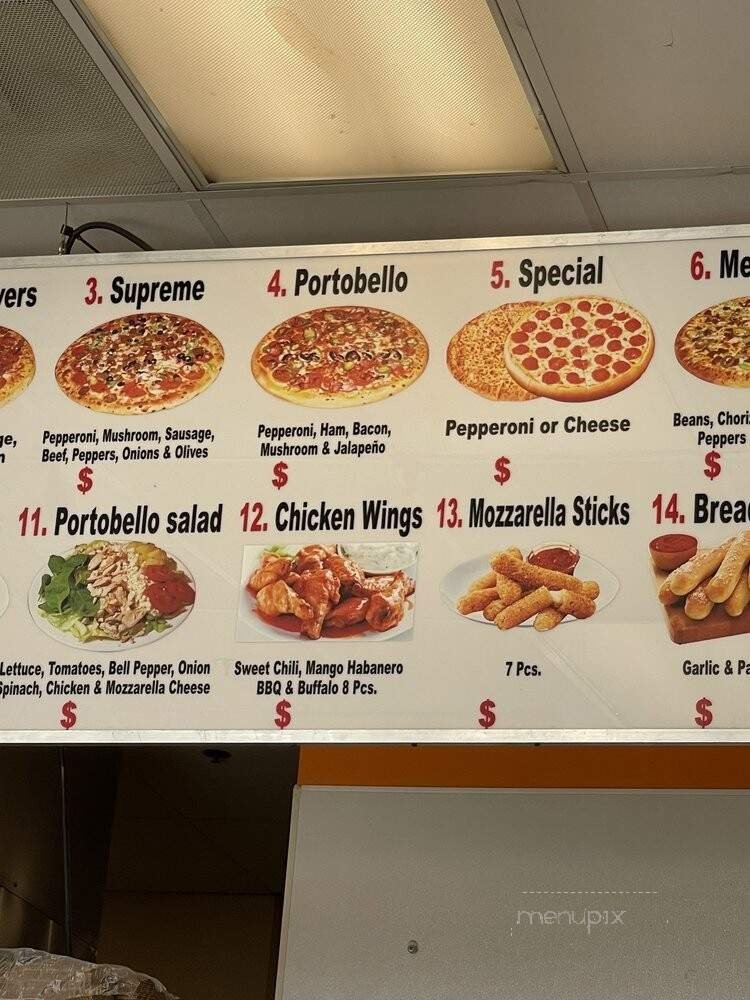 vers
3. Supreme
4. Portobello
5. Special
6. Me
Pepperoni, Mushroom, Sausage,
Beef, Peppers, Onions & Olives
$
Pepperoni, Ham, Bacon,
Mushroom & Jalapeño
$
Pepperoni or Cheese
$
Beans, Chori
Peppers
$
11. Portobello salad
12. Chicken Wings
13. Mozzarella Sticks
14. Brea
Lettuce, Tomatoes, Bell Pepper, Onion
Spinach, Chicken & Mozzarella Cheese
$
Sweet Chili, Mango Habanero
BBQ & Buffalo 8 Pcs.
$
7 Pcs.
$
Garlic & Pa
$
menupix